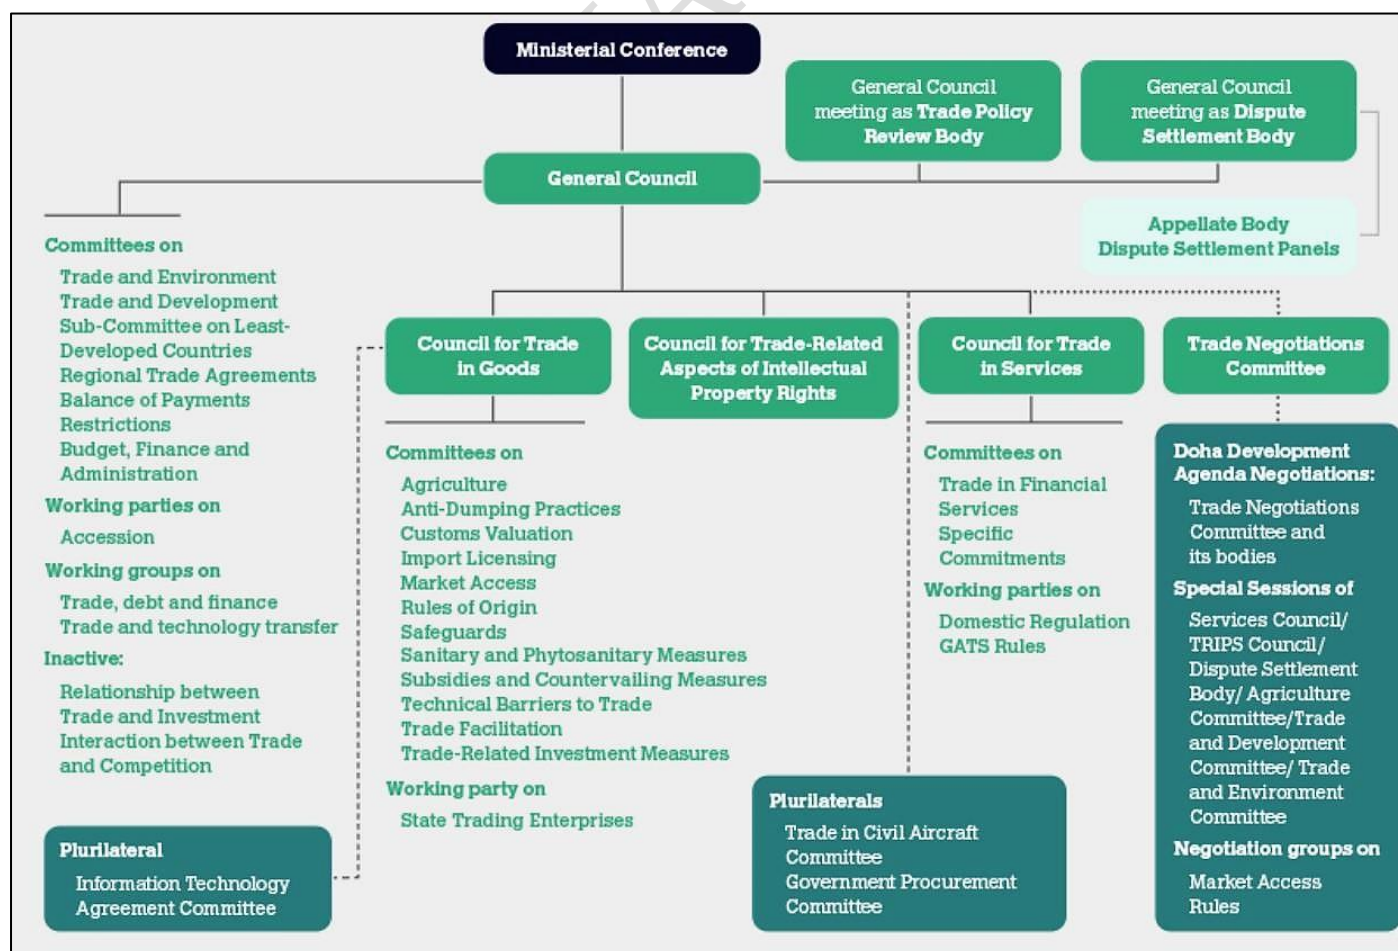 Ministerial Conference
General Council
meeting as Trade Policy
Review Body
General Council
meeting as Dispute
Settlement Body
General Council
Appellate Body
Dispute Settlement Panels
Committees on
Trade and Environment
Trade and Development
Sub-Committee on Least-
Developed Countries
Regional Trade Agreements
Balance of Payments
Restrictions
Budget, Finance and
Administration
Working parties on
Accession
Working groups on
Trade, debt and finance
Trade and technology transfer
Inactive:
Relationship between
Trade and Investment
Interaction between Trade
and Competition
Plurilateral
Information Technology
Agreement Committee
Council for Trade
in Goods
Committees on
Agriculture
Anti-Dumping Practices
Customs Valuation
Import Licensing
Market Access
Rules of Origin
Safeguards
Sanitary and Phytosanitary Measures
Subsidies and Countervailing Measures
Technical Barriers to Trade
Trade Facilitation
Trade-Related Investment Measures
Working party on
State Trading Enterprises
Council for Trade-Related
Aspects of Intellectual
Property Rights
Plurilaterals
Trade in Civil Aircraft
Committee
Government Procurement
Committee
Council for Trade
in Services
Committees on
Trade in Financial
Services
Specific
Commitments
Working parties on
Domestic Regulation
GATS Rules
Trade Negotiations
Committee
Doha Development
Agenda Negotiations:
Trade Negotiations
Committee and
its bodies
Special Sessions of
Services Council/
TRIPS Council/
Dispute Settlement
Body/ Agriculture
Committee/Trade
and Development
Committee/ Trade
and Environment
Committee
Negotiation groups on
Market Access
Rules